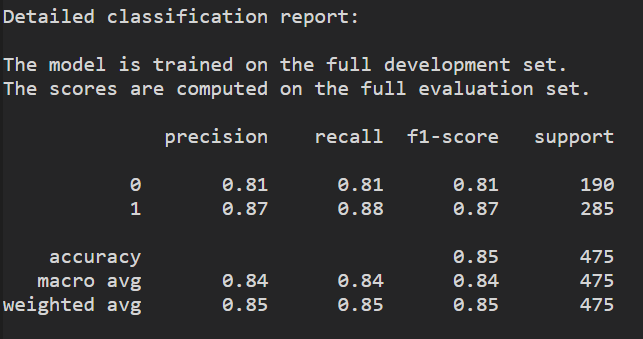 Detailed classification report:
The model is trained on the full development set.
The scores are computed on the full evaluation set.
precision recall f1-score support
0 0.81 0.81 0.81 190
1 0.87 0.88 0.87 285
accuracy 0.85 475
macro avg 0.84 0.84 0.84 475
weighted avg 0.85 0.85 0.85 475